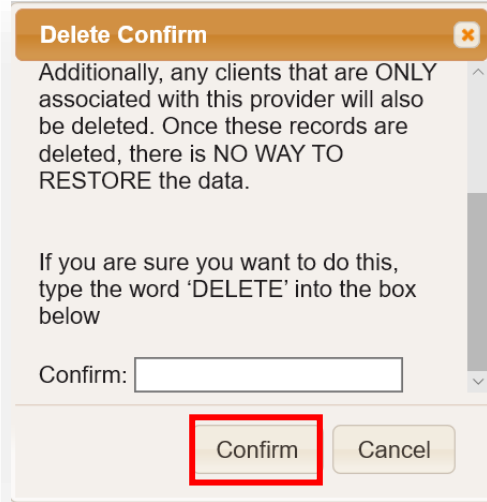 Delete Confirm
Additionally, any clients that are ONLY
associated with this provider will also
be deleted. Once these records are
deleted, there is NO WAY TO
RESTORE the data.
If you are sure you want to do this,
type the word ‘DELETE’ into the box
below
Confirm:
Confirm Cancel